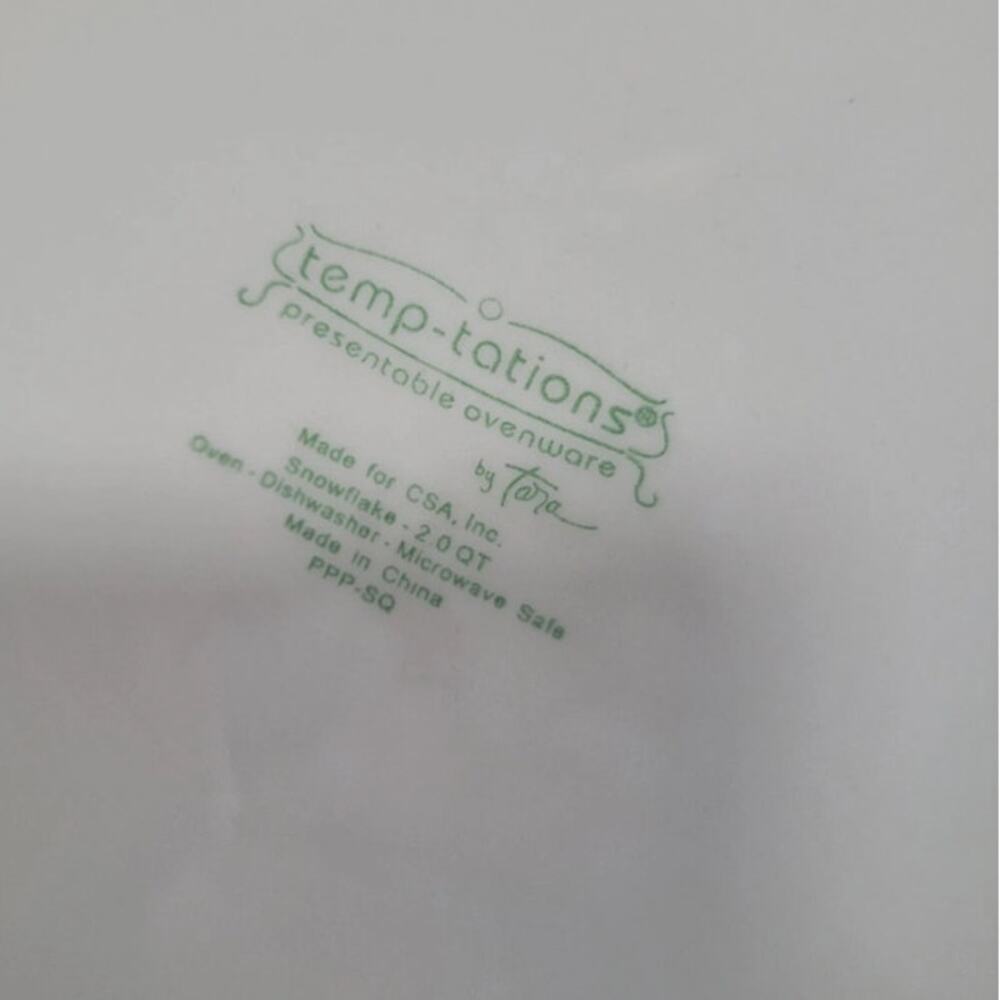 temp-tations®
presentable ovenware
by Tara
Made for CSA, Inc.
Snowflake - 2.0 QT
Oven - Dishwasher - Microwave Safe
Made in China
PPP-SQ